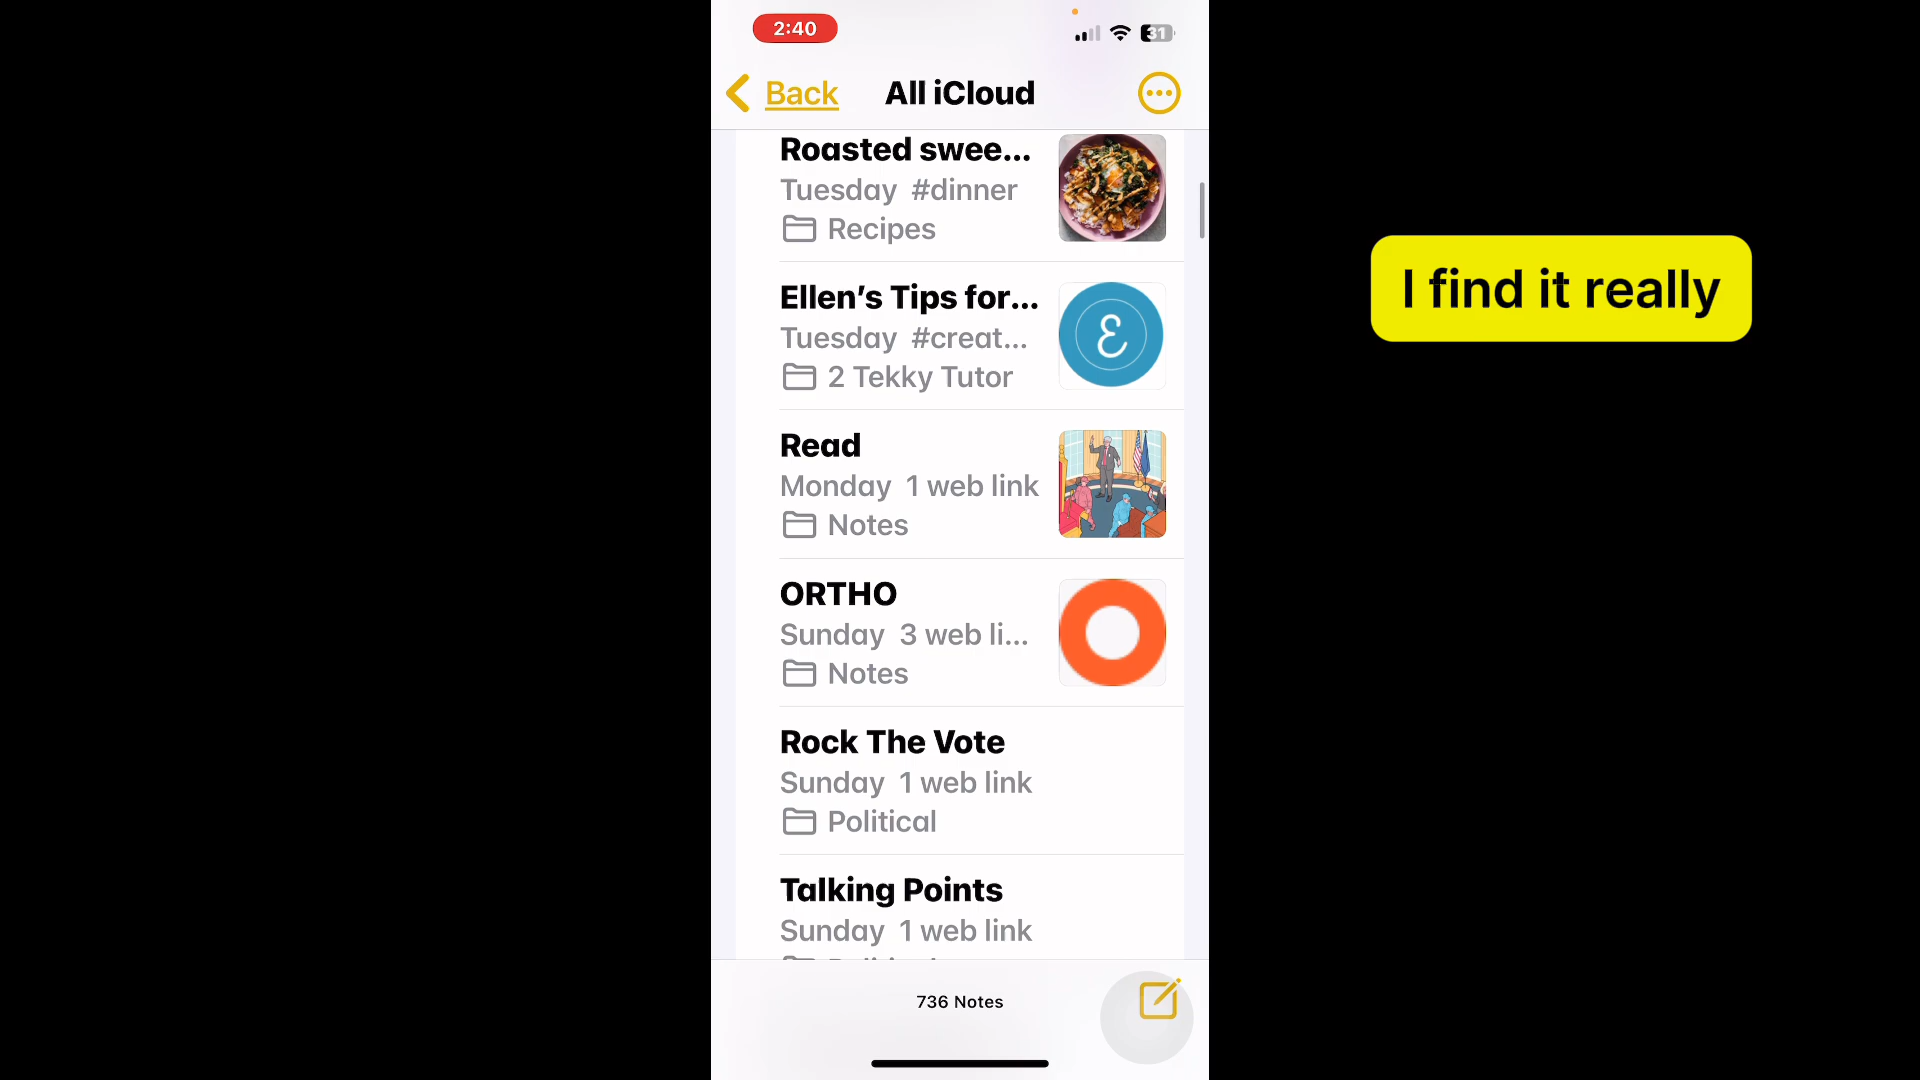 2:40
31
Back
All iCloud
Roasted swee...
Tuesday #dinner
Recipes
Ellen’s Tips for...
Tuesday #creat...
2 Tekky Tutor
Read
Monday 1 web link
Notes
ORTHO
Sunday 3 web li...
Notes
Rock The Vote
Sunday 1 web link
Political
Talking Points
Sunday 1 web link
736 Notes
I find it really